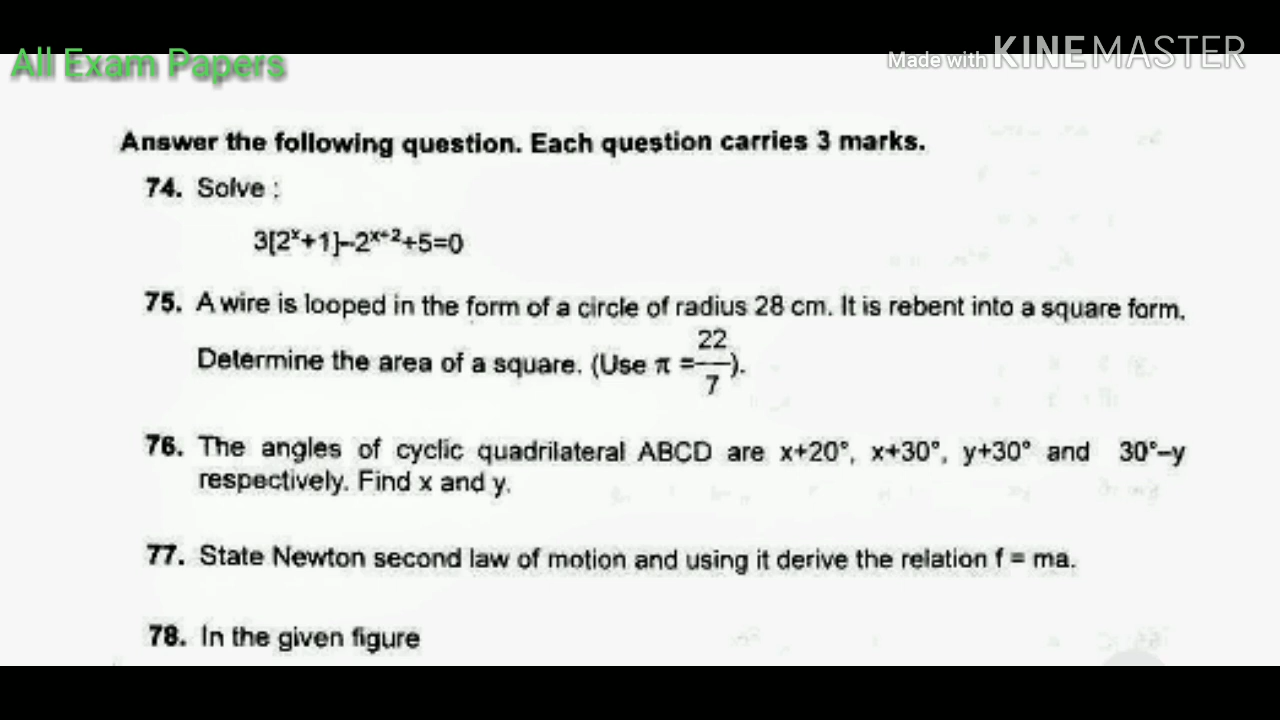 All Exam Papers
Made with KINEMASTER
Answer the following question. Each question carries 3 marks.
74. Solve :
3[2ˣ+1]–2ˣ⁺²+5=0
75. A wire is looped in the form of a circle of radius 28 cm. It is rebent into a square form.
Determine the area of a square. (Use π = 22/7).
76. The angles of cyclic quadrilateral ABCD are x+20°, x+30°, y+30° and 30°–y
respectively. Find x and y.
77. State Newton second law of motion and using it derive the relation f = ma.
78. In the given figure